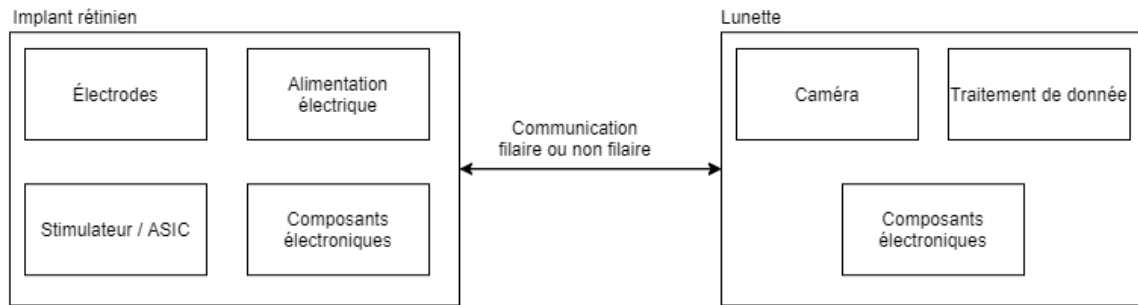 Implant rétinien
Lunette
Électrodes
Alimentation
électrique
Caméra
Traitement de donnée
Communication
filaire ou non filaire
Stimulateur / ASIC
Composants
électroniques
Composants
électroniques